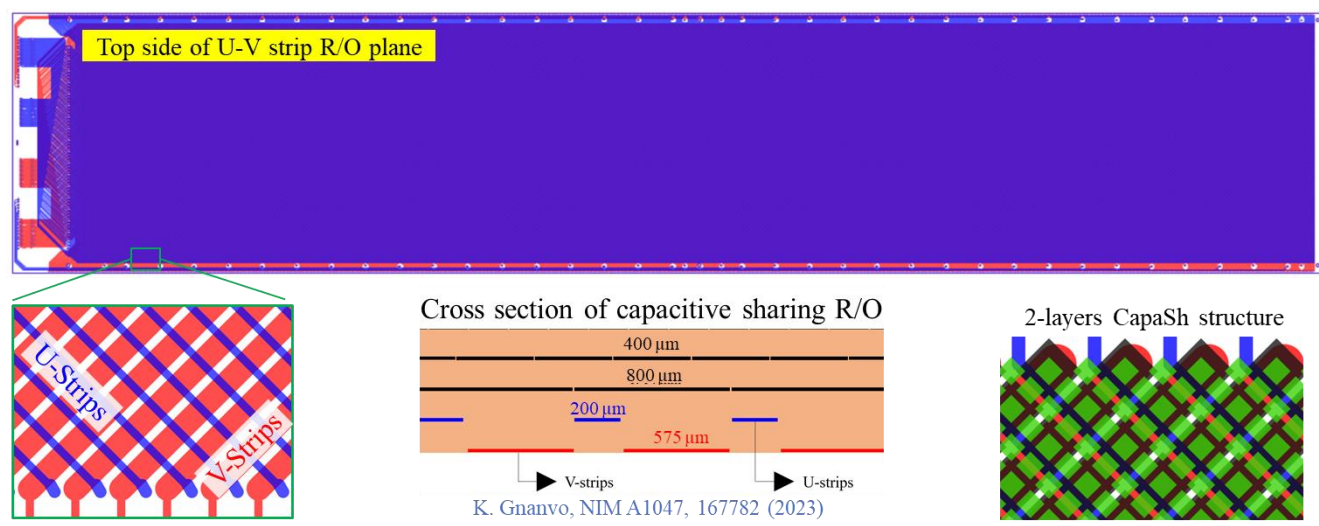 Top side of U-V strip R/O plane
U-Strips
V-Strips
Cross section of capacitive sharing R/O
400 μm
800 μm
200 μm
575 μm
V-strips
U-strips
K. Gnanvo, NIM A1047, 167782 (2023)
2-layers CapaSh structure